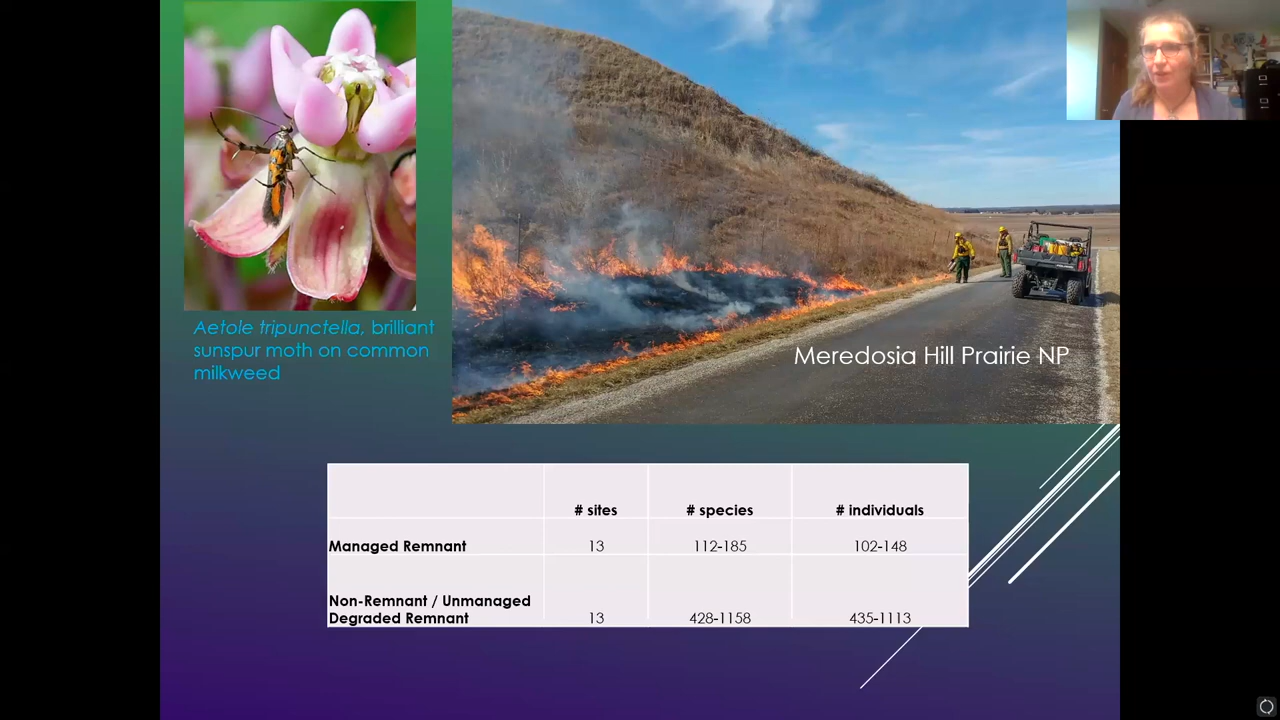 Aetole tripunctella, brilliant
sunspur moth on common
milkweed
Meredosia Hill Prairie NP
# sites # species # individuals
Managed Remnant 13 112-185 102-148
Non-Remnant / Unmanaged
Degraded Remnant 13 428-1158 435-1113